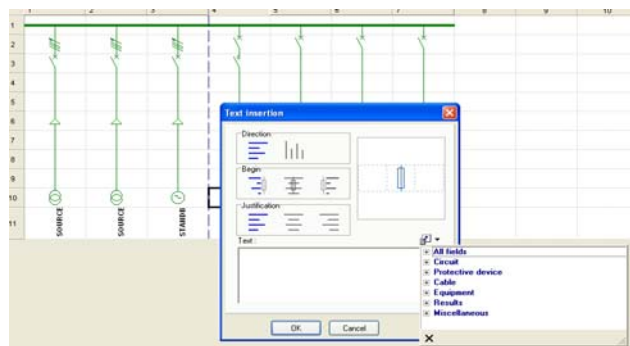 1 2 3 4 5 6 7 8 9 10
1
2
3
4
5
6
7
8
9
10
11
SOURCE
SOURCE
STANDB
Text insertion
Direction
Begin
Justification
Text :
OK
Cancel
All fields
Circuit
Protective device
Cable
Equipment
Results
Miscellaneous